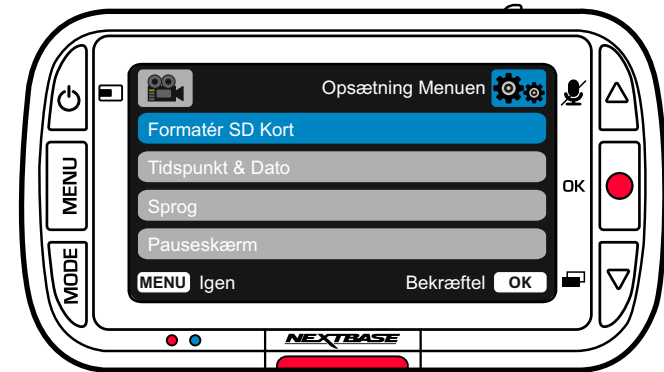 Opsætning Menuen
Formatér SD Kort
Tidspunkt & Dato
Sprog
Pauseskærm
MENU Igen Bekræftel OK
MENU
MODE
OK
NEXTBASE